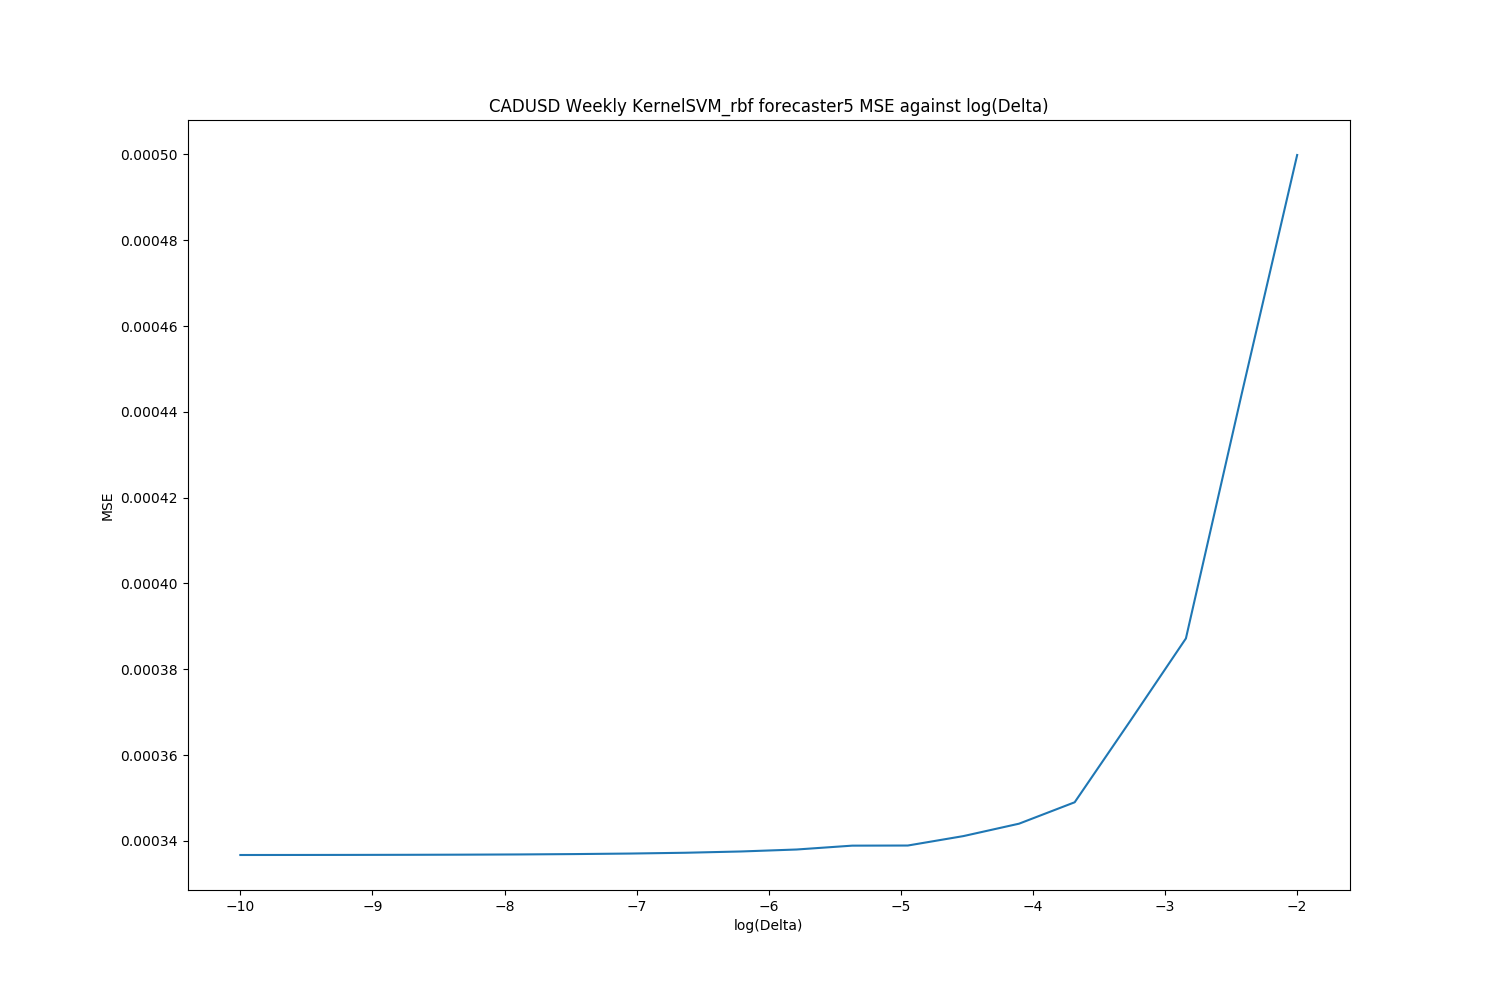 CADUSD Weekly KernelSVM_rbf forecaster5 MSE against log(Delta)
0.00050
0.00048
0.00046
0.00044
0.00042
0.00040
0.00038
0.00036
0.00034
MSE
−10 −9 −8 −7 −6 −5 −4 −3 −2
log(Delta)